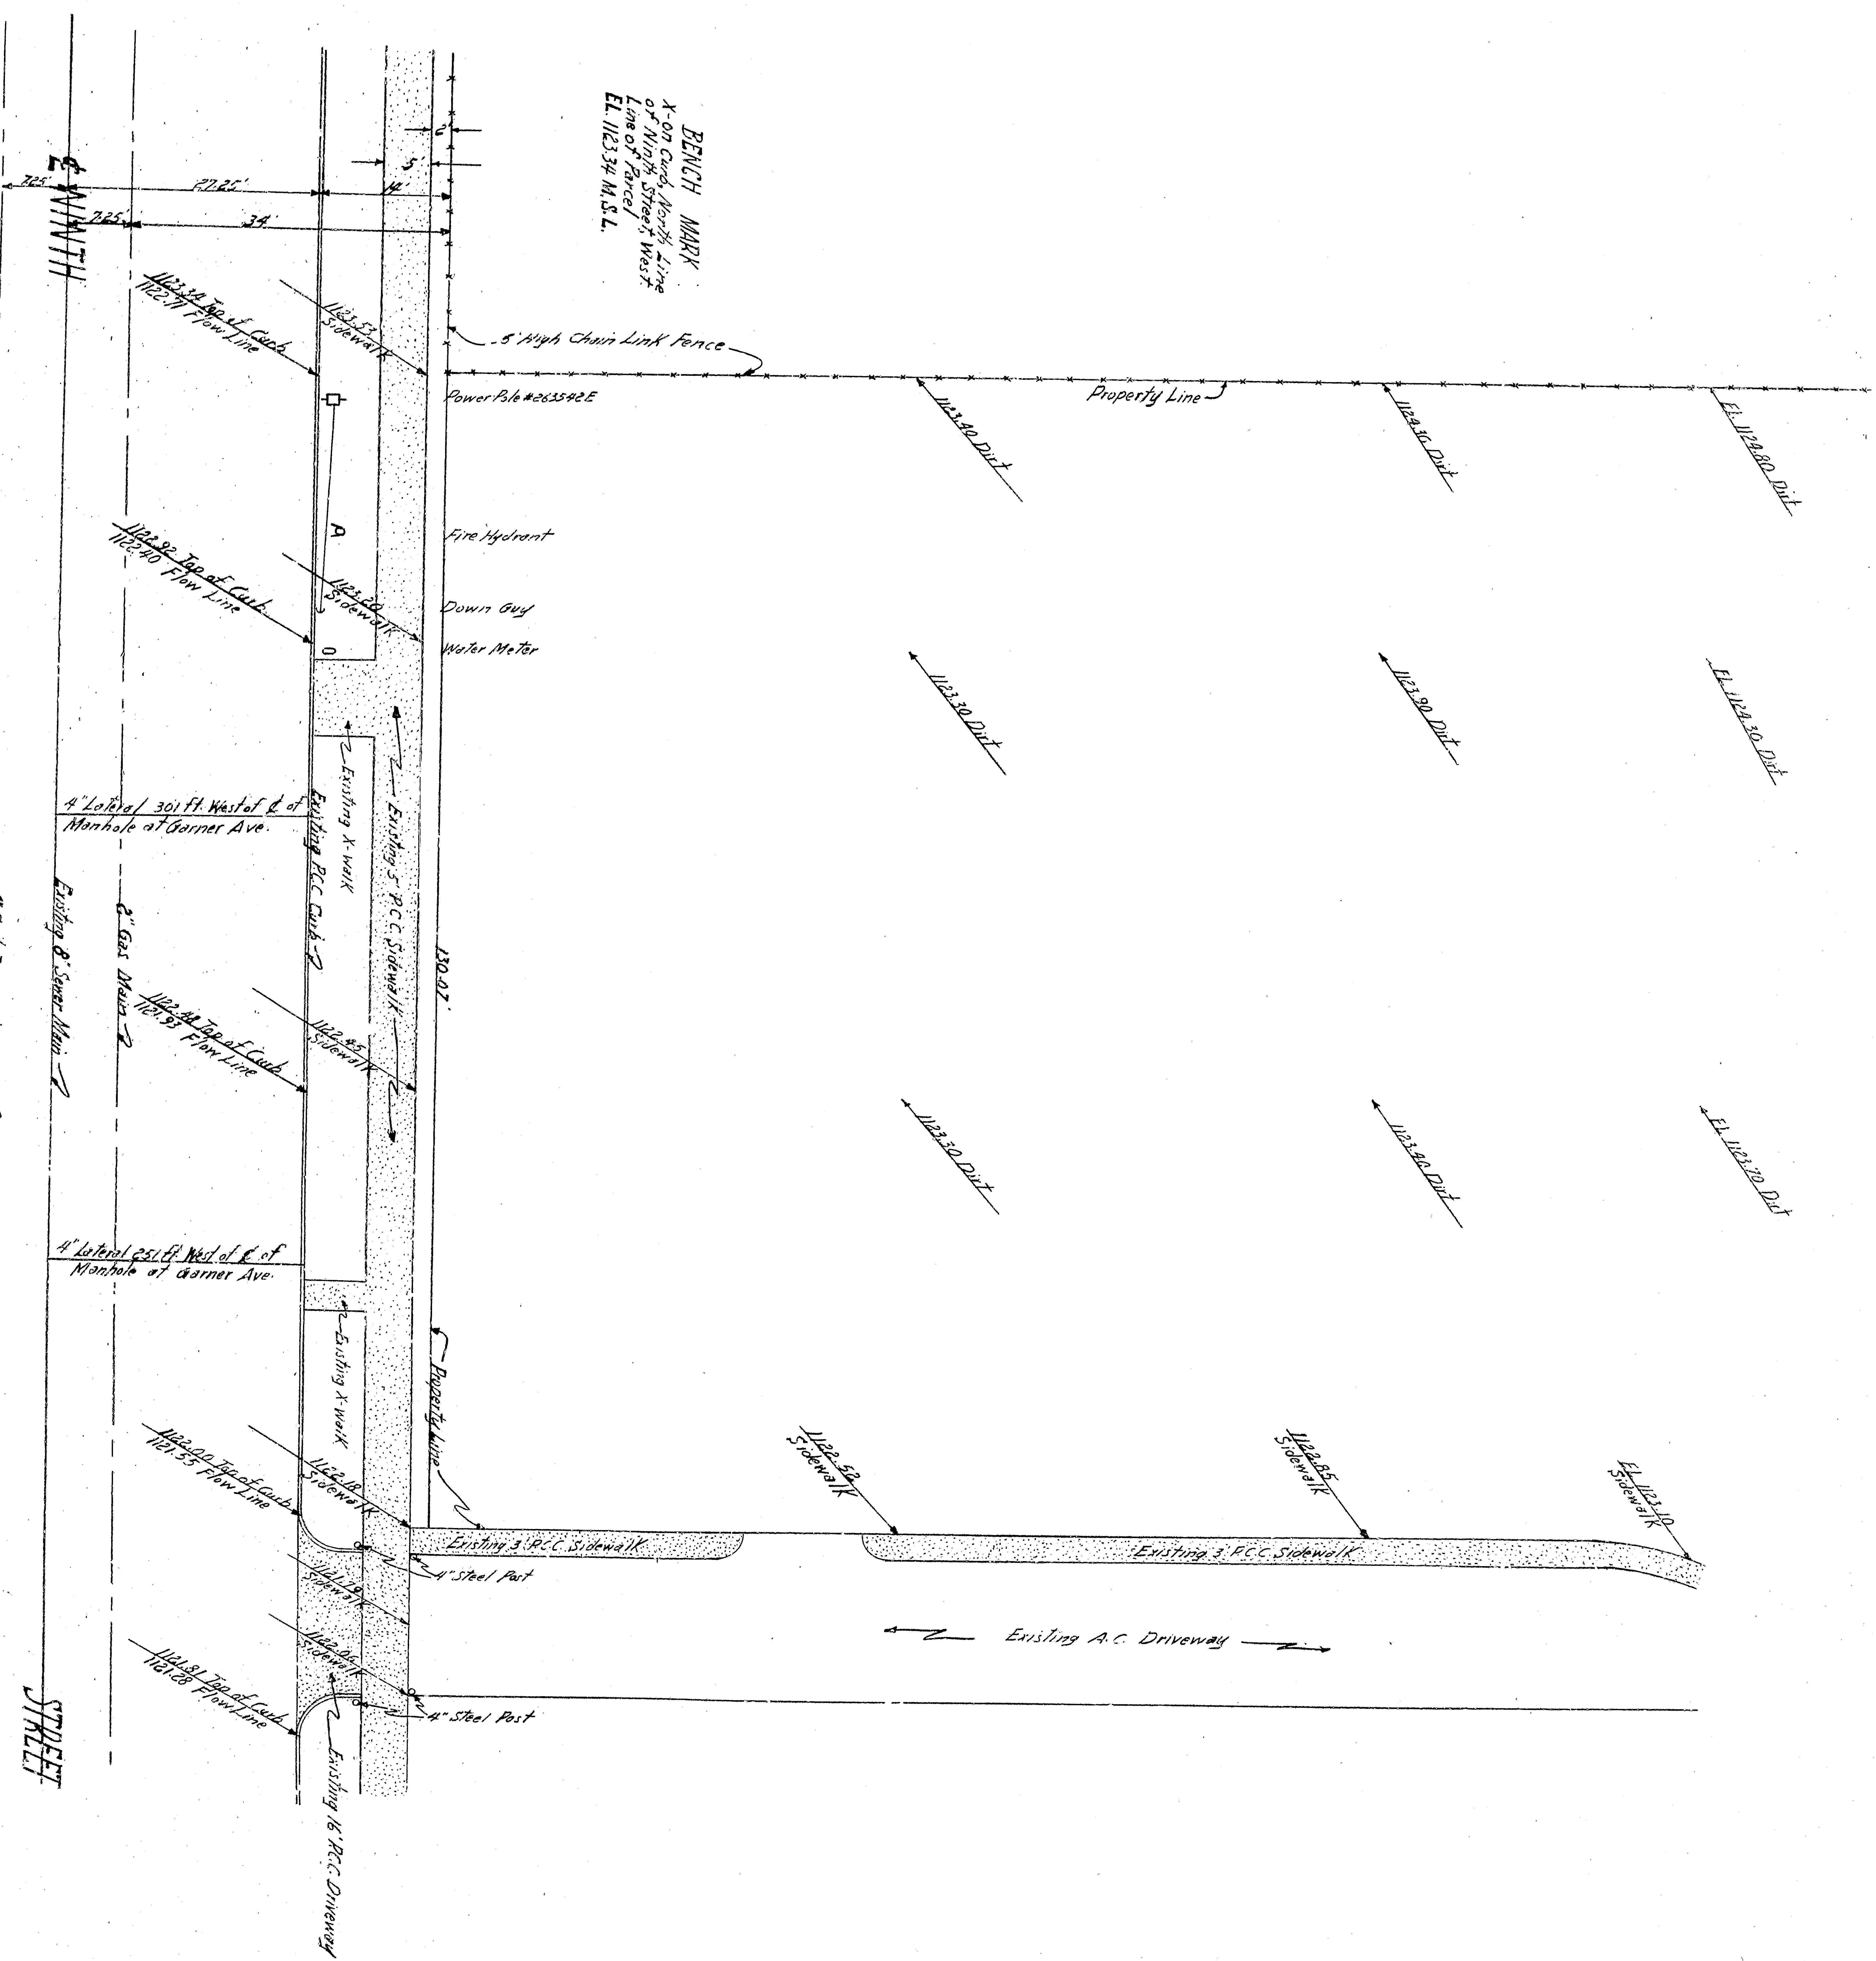 BENCH MARK
X-on Curb, North Line
of Ninth Street, West
Line of Parcel
EL. 1123.34 M.S.L.
2'
5'
7.25'
27.25'
14'
7.25'
34'
℄ NINTH
STREET
1123.34 Top of Curb
1122.71 Flow Line
1123.53
Sidewalk
5' High Chain Link Fence
Power Pole #263542E
Property Line
1123.40 Dirt
1124.30 Dirt
EL. 1124.80 Dirt
Fire Hydrant
1122.92 Top of Curb
1122.40 Flow Line
1123.20
Sidewalk
Down Guy
Water Meter
1123.30 Dirt
1123.90 Dirt
EL. 1124.30 Dirt
Existing X-Walk
Existing 5' P.C.C. Sidewalk
Existing P.C.C. Curb
4" Lateral 301 ft. West of ℄ of
Manhole at Garner Ave.
Existing 8" Sewer Main
2" Gas Main
130.07'
1122.48 Top of Curb
1121.93 Flow Line
1122.45
Sidewalk
1123.30 Dirt
1123.40 Dirt
EL. 1123.70 Dirt
4" Lateral 251 ft. West of ℄ of
Manhole at Garner Ave.
Existing X-Walk
Property Line
1122.00 Top of Curb
1121.55 Flow Line
1122.18
Sidewalk
1122.52
Sidewalk
1122.85
Sidewalk
EL. 1123.10
Sidewalk
Existing 3' P.C.C. Sidewalk
Existing 3' P.C.C. Sidewalk
4" Steel Post
1121.79
Sidewalk
Existing A.C. Driveway
1122.06
Sidewalk
1121.81 Top of Curb
1121.28 Flow Line
4" Steel Post
Existing 16' P.C.C. Driveway